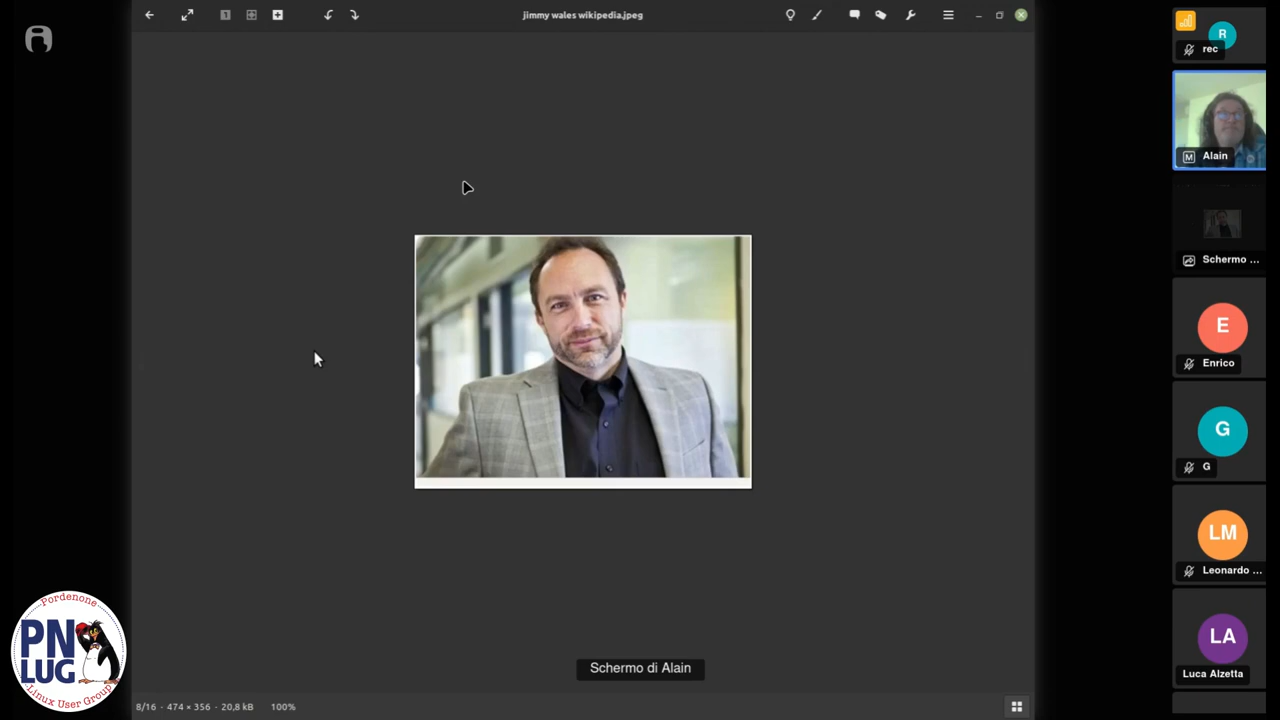 jimmy wales wikipedia.jpeg
R
rec
M Alain
Schermo ...
E
Enrico
G
G
LM
Leonardo ...
LA
Luca Alzetta
Schermo di Alain
8/16 - 474 × 356 - 20,8 kB 100%
Pordenone
PN
LUG
Linux User Group